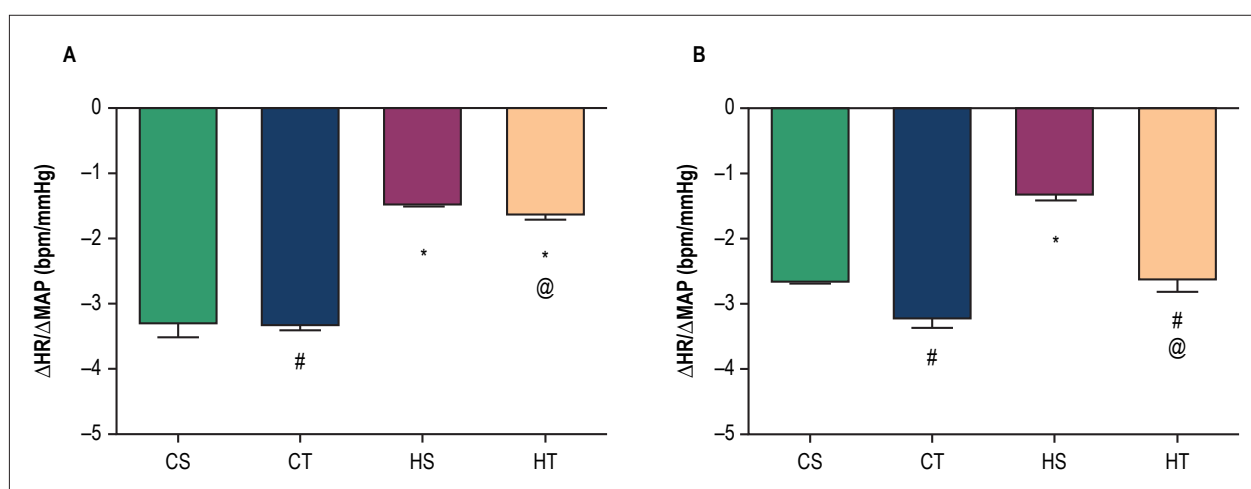 A
ΔHR/ΔMAP (bpm/mmHg)
0
–1
–2
–3
–4
–5
#
*
*
@
CS
CT
HS
HT
B
ΔHR/ΔMAP (bpm/mmHg)
0
–1
–2
–3
–4
–5
#
*
#
@
CS
CT
HS
HT